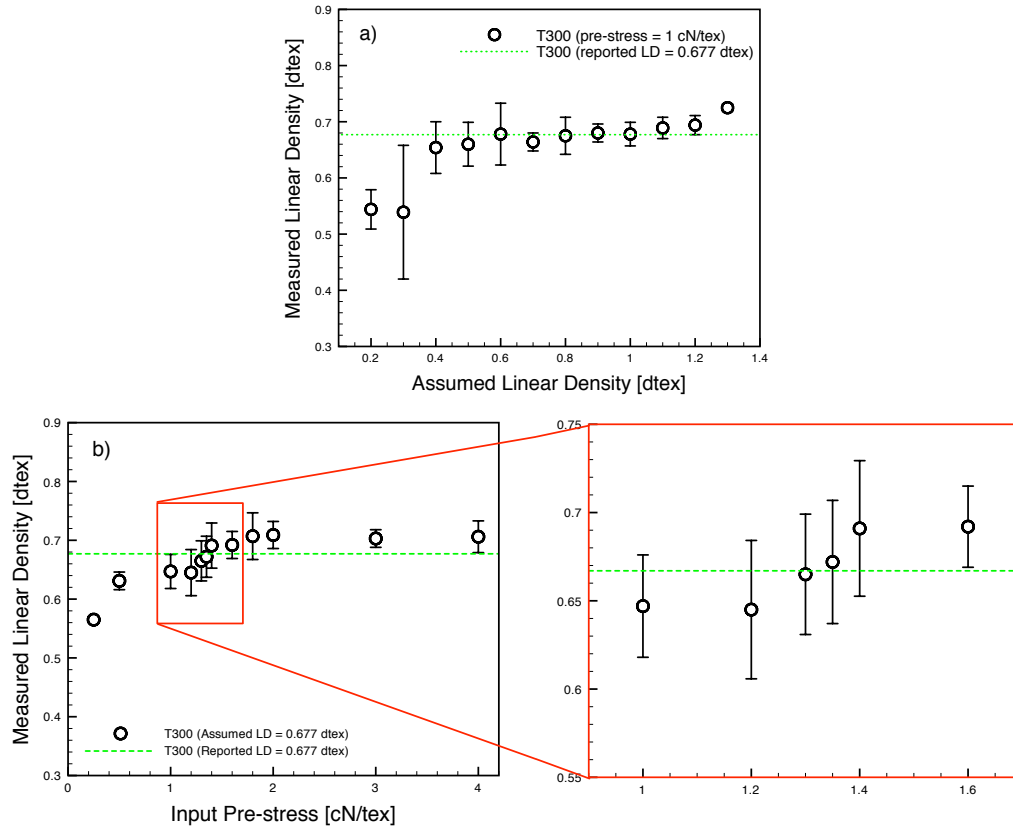 a)
T300 (pre-stress = 1 cN/tex)
T300 (reported LD = 0.677 dtex)
Measured Linear Density [dtex]
0.9
0.8
0.7
0.6
0.5
0.4
0.3
0.2 0.4 0.6 0.8 1 1.2 1.4
Assumed Linear Density [dtex]
b)
Measured Linear Density [dtex]
0.9
0.8
0.7
0.6
0.5
0.4
0.3
T300 (Assumed LD = 0.677 dtex)
T300 (Reported LD = 0.677 dtex)
0 1 2 3 4
Input Pre-stress [cN/tex]
0.75
0.7
0.65
0.6
0.55
1 1.2 1.4 1.6